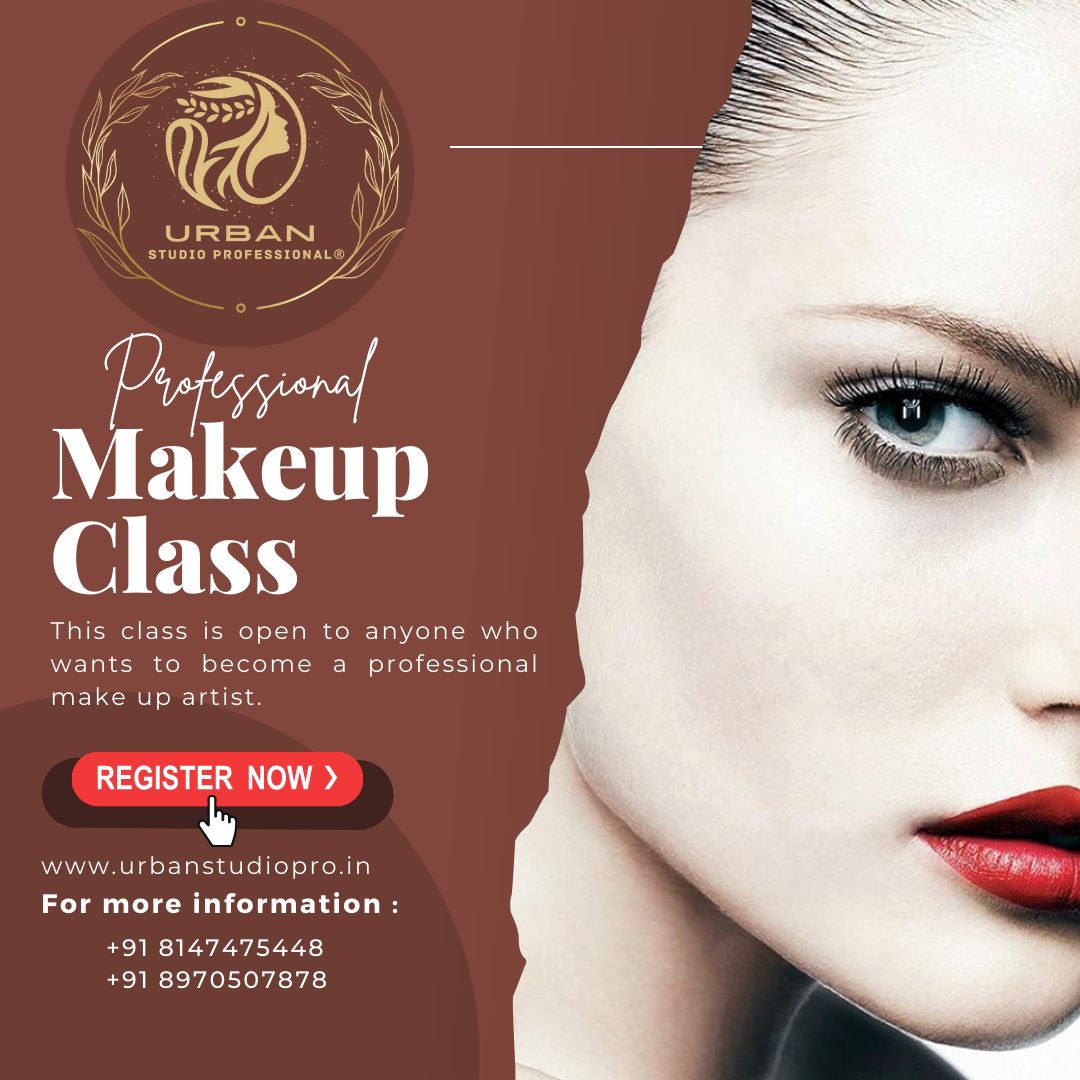 URBAN
STUDIO PROFESSIONAL®
Professional
Makeup
Class
This class is open to anyone who
wants to become a professional
make up artist.
REGISTER NOW ❯
www.urbanstudiopro.in
For more information :
+91 8147475448
+91 8970507878